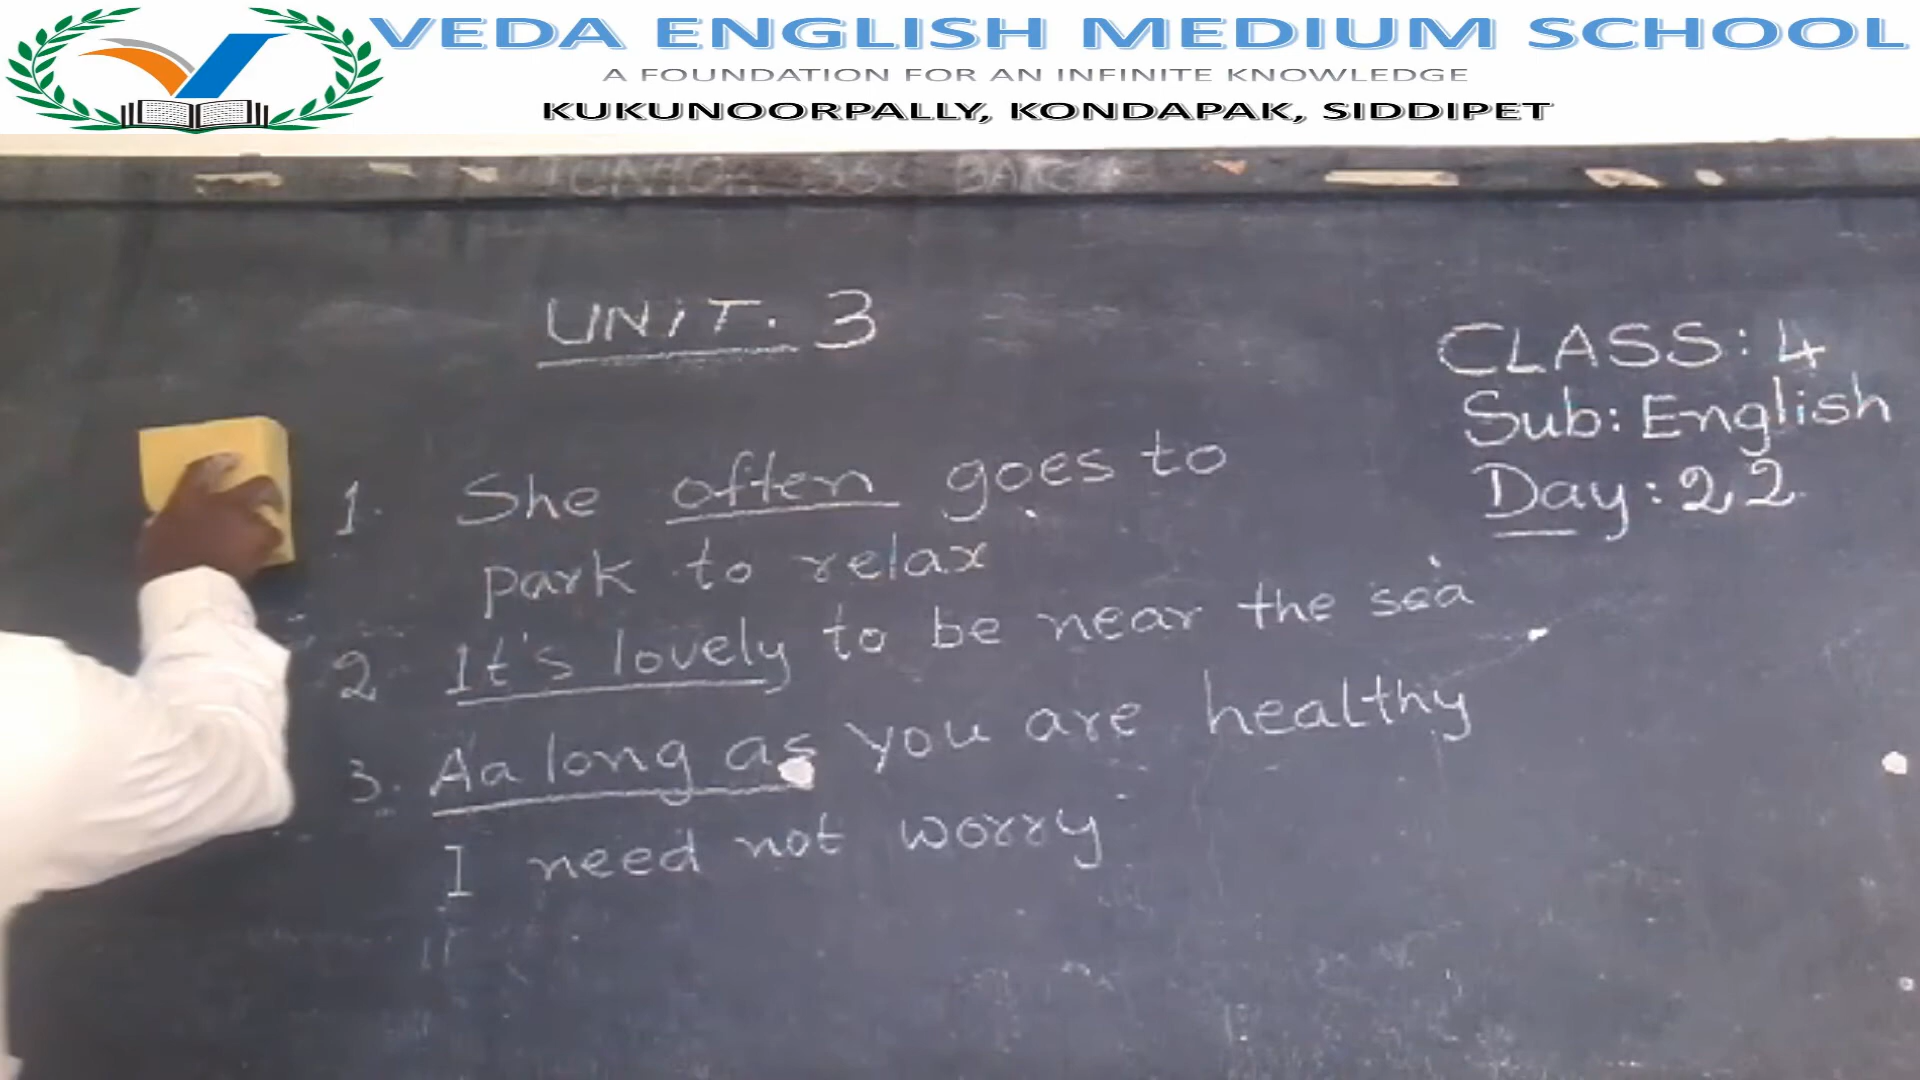 VEDA ENGLISH MEDIUM SCHOOL
A FOUNDATION FOR AN INFINITE KNOWLEDGE
KUKUNOORPALLY, KONDAPAK, SIDDIPET
UNIT. 3
CLASS: 4
Sub: English
Day: 22
1. She often goes to
park to relax
2 It's lovely to be near the sea
3. Aa long as you are healthy
I need not worry